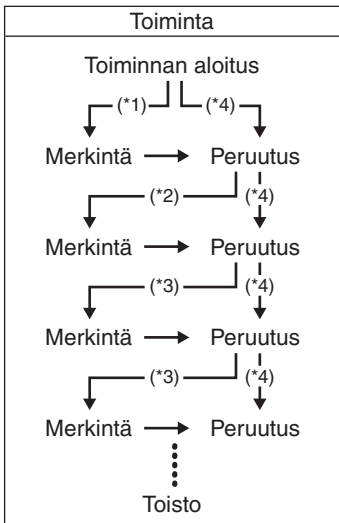 Toiminta
Toiminnan aloitus
(*1) (*4)
Merkintä Peruutus
(*2) (*4)
Merkintä Peruutus
(*3) (*4)
Merkintä Peruutus
(*3) (*4)
Merkintä Peruutus
Toisto